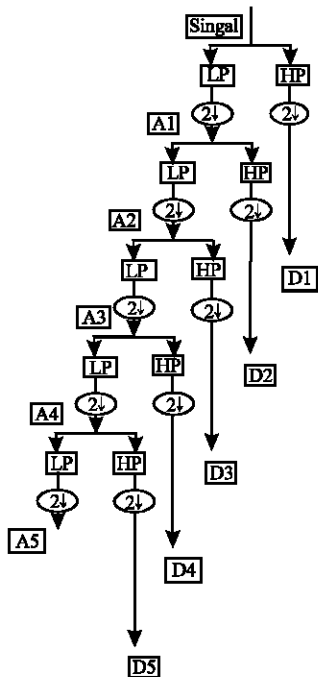 Singal
LP HP
2↓ 2↓
A1
LP HP
2↓ 2↓
A2
D1
LP HP
2↓ 2↓
A3
D2
LP HP
2↓ 2↓
A4
LP HP
D3
2↓ 2↓
A5
D4
D5